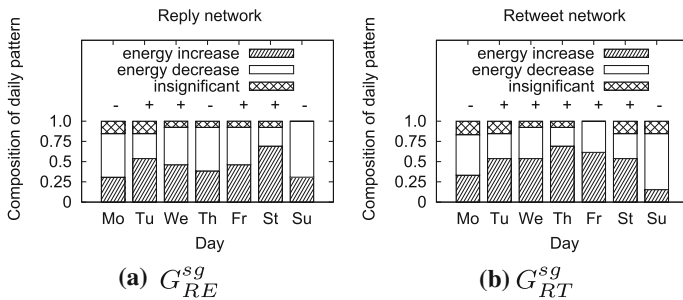 Reply network
Composition of daily pattern
energy increase
energy decrease
insignificant
- + + - + + -
1.0
0.75
0.5
0.25
0
Mo Tu We Th Fr St Su
Day
(a) G^{sg}_{RE}
Retweet network
Composition of daily pattern
energy increase
energy decrease
insignificant
- + + + + + -
1.0
0.75
0.5
0.25
0
Mo Tu We Th Fr St Su
Day
(b) G^{sg}_{RT}